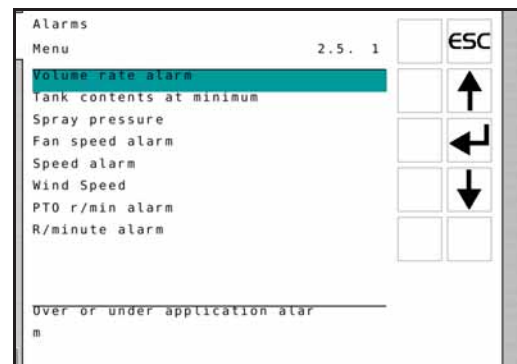 Alarms
Menu 2.5. 1
ESC
Volume rate alarm
Tank contents at minimum
Spray pressure
Fan speed alarm
Speed alarm
Wind Speed
PTO r/min alarm
R/minute alarm
Over or under application alar
m